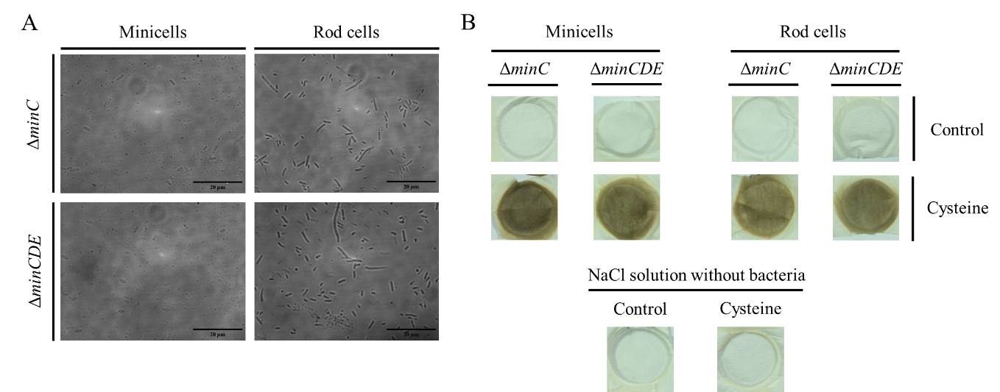 A
Minicells
Rod cells
ΔminC
20 μm
20 μm
ΔminCDE
20 μm
20 μm
B
Minicells
Rod cells
ΔminC
ΔminCDE
ΔminC
ΔminCDE
Control
Cysteine
NaCl solution without bacteria
Control
Cysteine